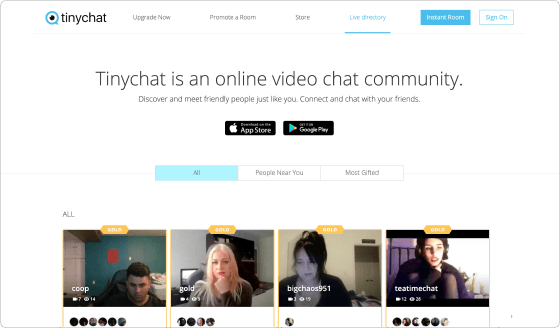 tinychat
Upgrade Now
Promote a Room
Store
Live directory
Instant Room
Sign On
Tinychat is an online video chat community.
Discover and meet friendly people just like you. Connect and chat with your friends.
Download on the
App Store
GET IT ON
Google Play
All
People Near You
Most Gifted
ALL
GOLD
GOLD
GOLD
GOLD
coop
gold
bigchaos951
teatimechat
7 14
4 5
3 19
12 28